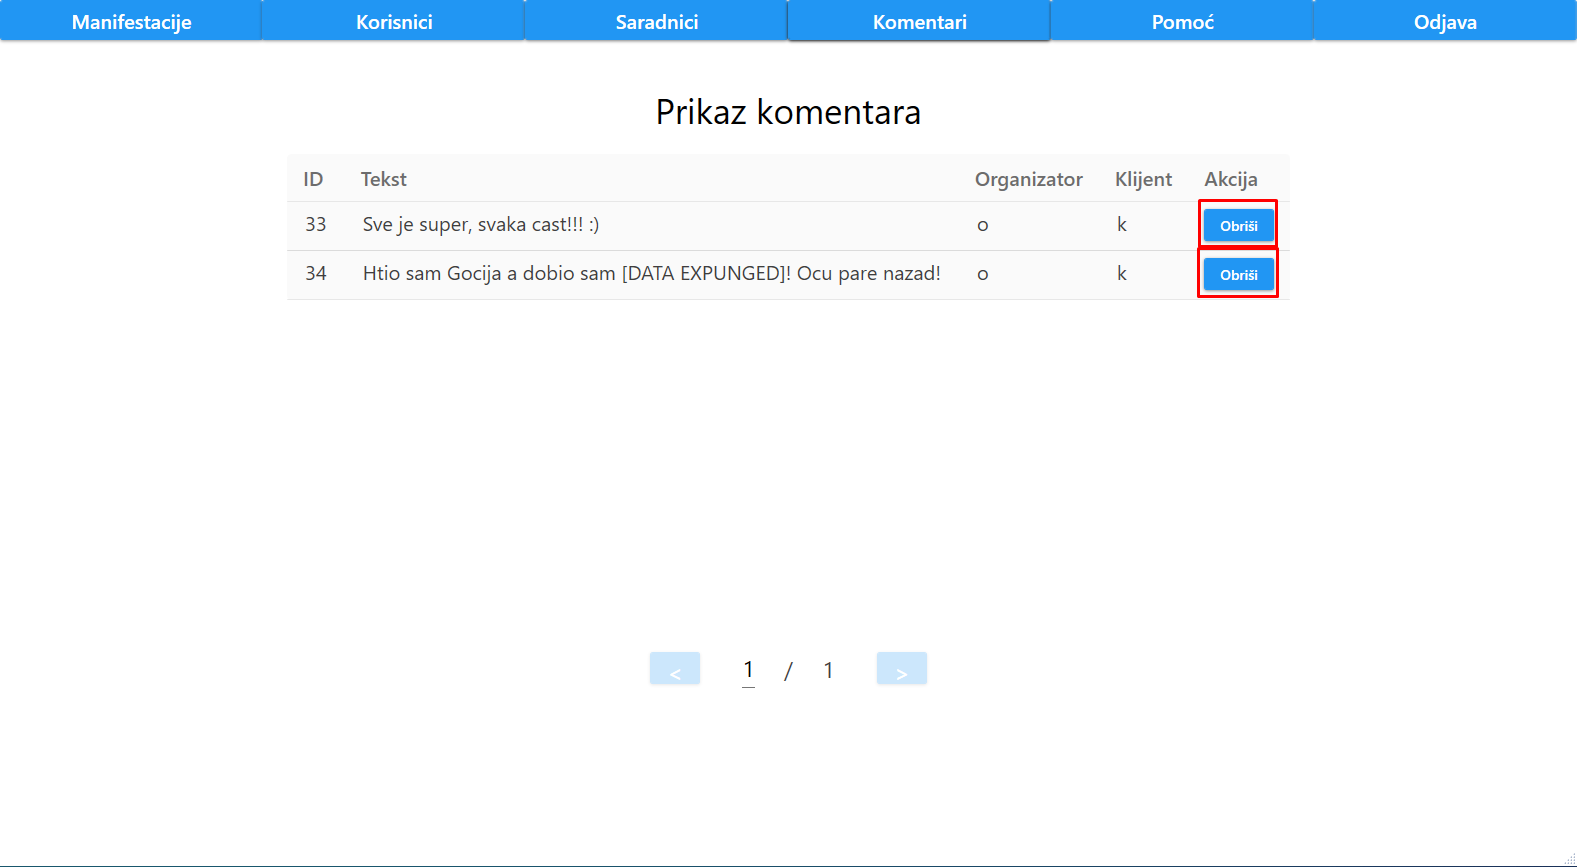 Manifestacije Korisnici Saradnici Komentari Pomoć Odjava
Prikaz komentara
ID Tekst Organizator Klijent Akcija
33 Sve je super, svaka cast!!! :) o k Obriši
34 Htio sam Gocija a dobio sam [DATA EXPUNGED]! Ocu pare nazad! o k Obriši
< 1 / 1 >